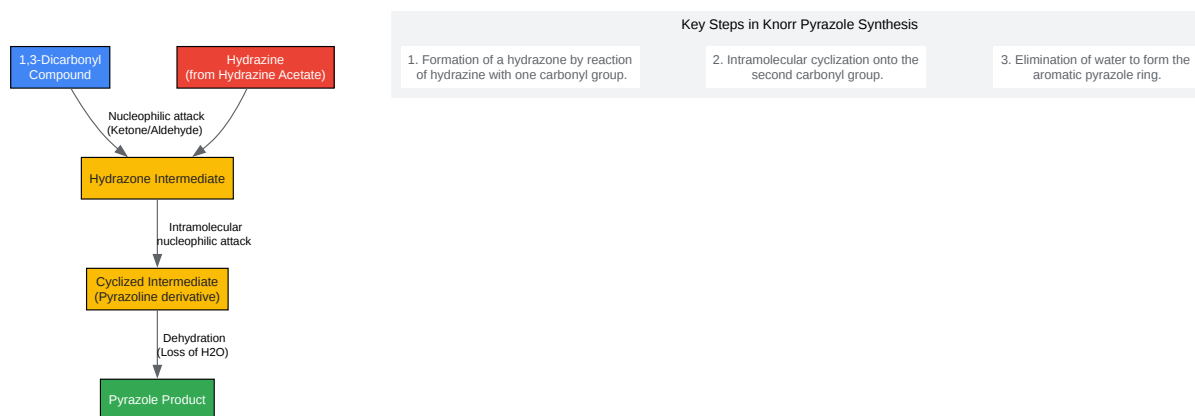 Key Steps in Knorr Pyrazole Synthesis
1,3-Dicarbonyl
Compound
Hydrazine
(from Hydrazine Acetate)
1. Formation of a hydrazone by reaction
of hydrazine with one carbonyl group.
2. Intramolecular cyclization onto the
second carbonyl group.
3. Elimination of water to form the
aromatic pyrazole ring.
Nucleophilic attack
(Ketone/Aldehyde)
Hydrazone Intermediate
Intramolecular
nucleophilic attack
Cyclized Intermediate
(Pyrazoline derivative)
Dehydration
(Loss of H2O)
Pyrazole Product